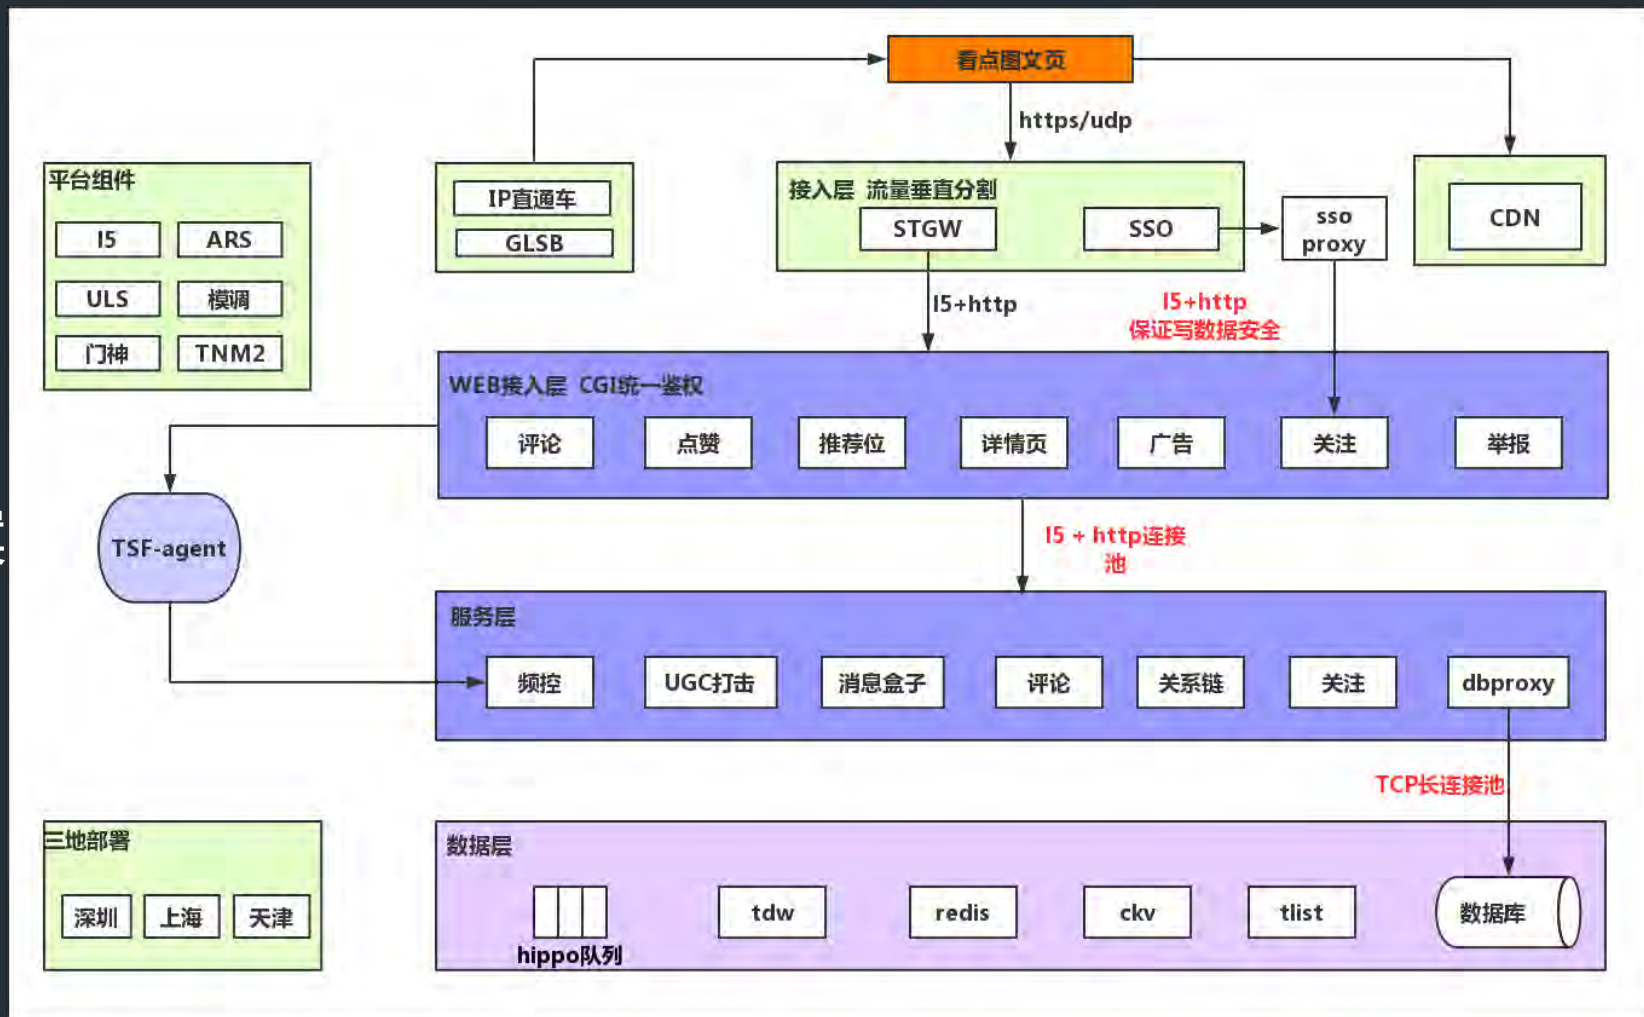 看点图文页
https/udp
平台组件
I5
ARS
ULS
模调
门神
TNM2
IP直通车
GLSB
接入层 流量垂直分割
STGW
SSO
sso
proxy
CDN
I5+http
I5+http
保证写数据安全
WEB接入层 CGI统一鉴权
评论
点赞
推荐位
详情页
广告
关注
举报
TSF-agent
I5 + http连接
池
服务层
频控
UGC打击
消息盒子
评论
关系链
关注
dbproxy
TCP长连接池
三地部署
深圳
上海
天津
数据层
hippo队列
tdw
redis
ckv
tlist
数据库